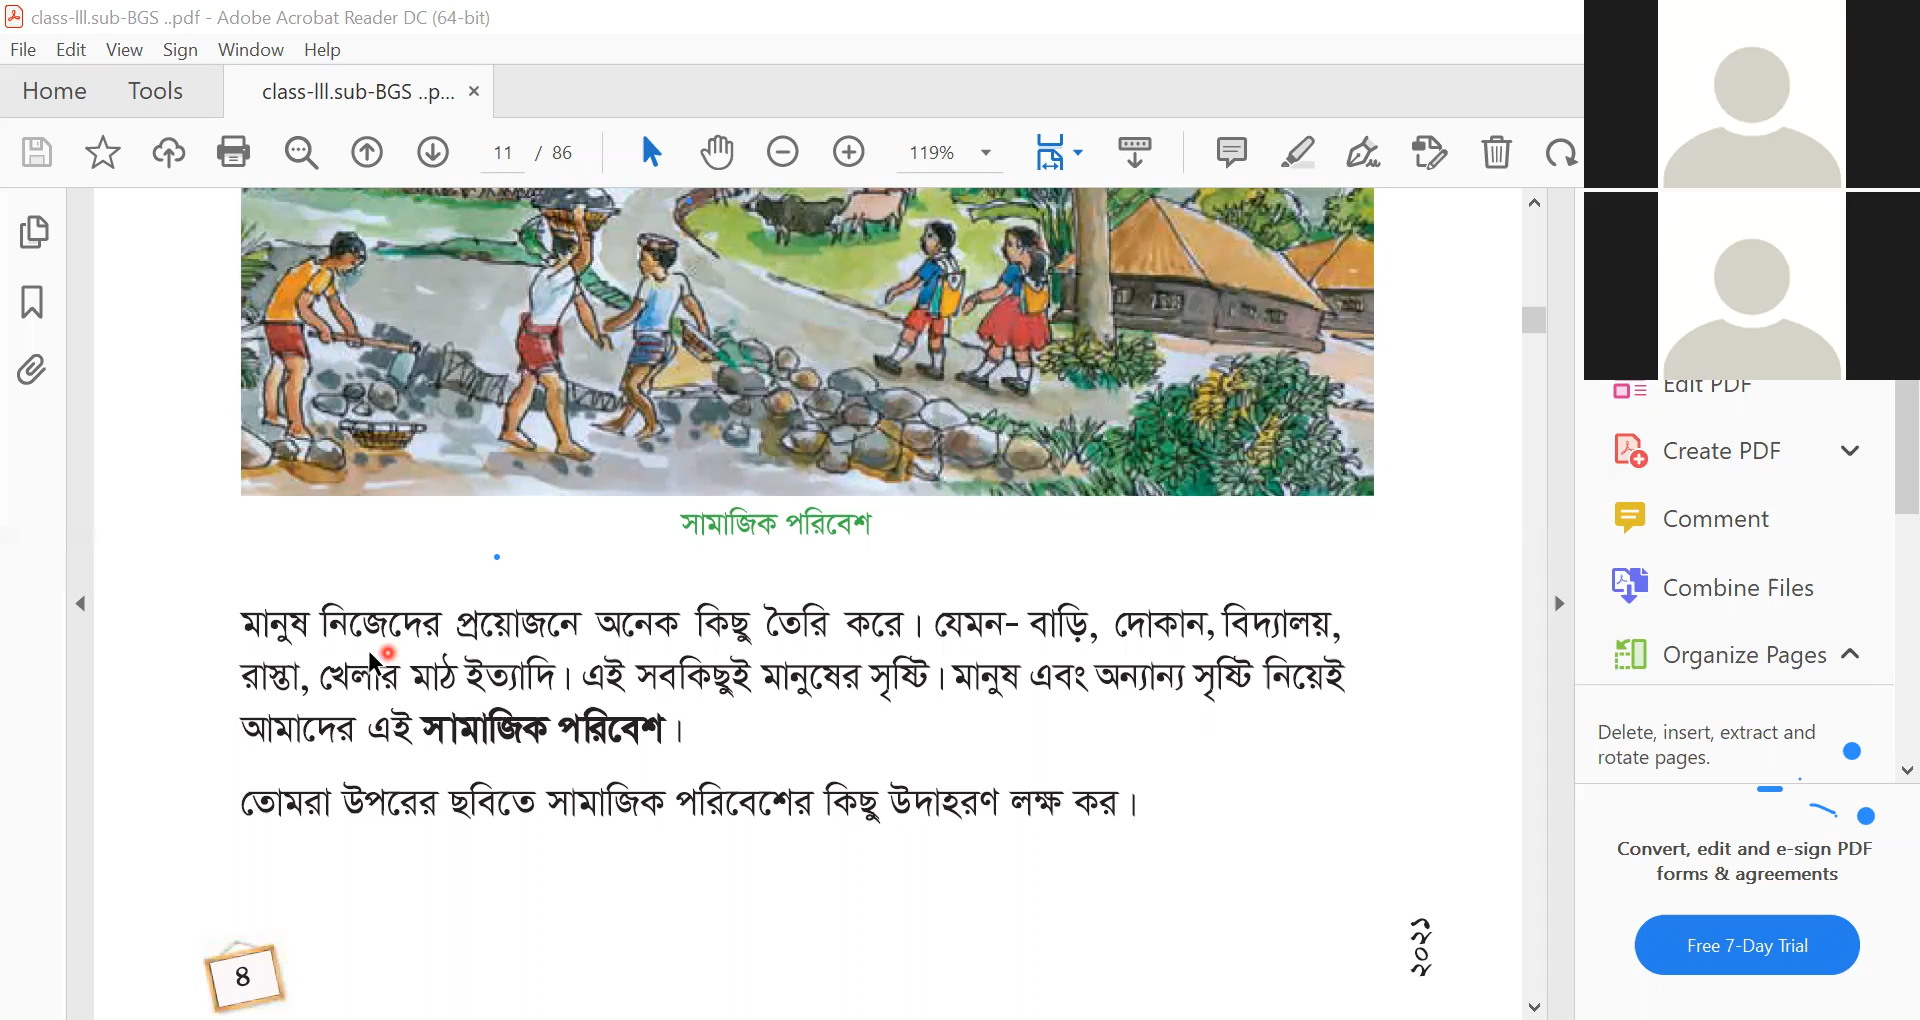 class-III.sub-BGS ..pdf - Adobe Acrobat Reader DC (64-bit)
File Edit View Sign Window Help
Home Tools class-III.sub-BGS ..p... ×
11 / 86 119%
সামাজিক পরিবেশ
মানুষ নিজেদের প্রয়োজনে অনেক কিছু তৈরি করে। যেমন- বাড়ি, দোকান, বিদ্যালয়,
রাস্তা, খেলার মাঠ ইত্যাদি। এই সবকিছুই মানুষের সৃষ্টি। মানুষ এবং অন্যান্য সৃষ্টি নিয়েই
আমাদের এই সামাজিক পরিবেশ।
তোমরা উপরের ছবিতে সামাজিক পরিবেশের কিছু উদাহরণ লক্ষ কর।
৪
২০২১
Edit PDF
Create PDF
Comment
Combine Files
Organize Pages
Delete, insert, extract and
rotate pages.
Convert, edit and e-sign PDF
forms & agreements
Free 7-Day Trial